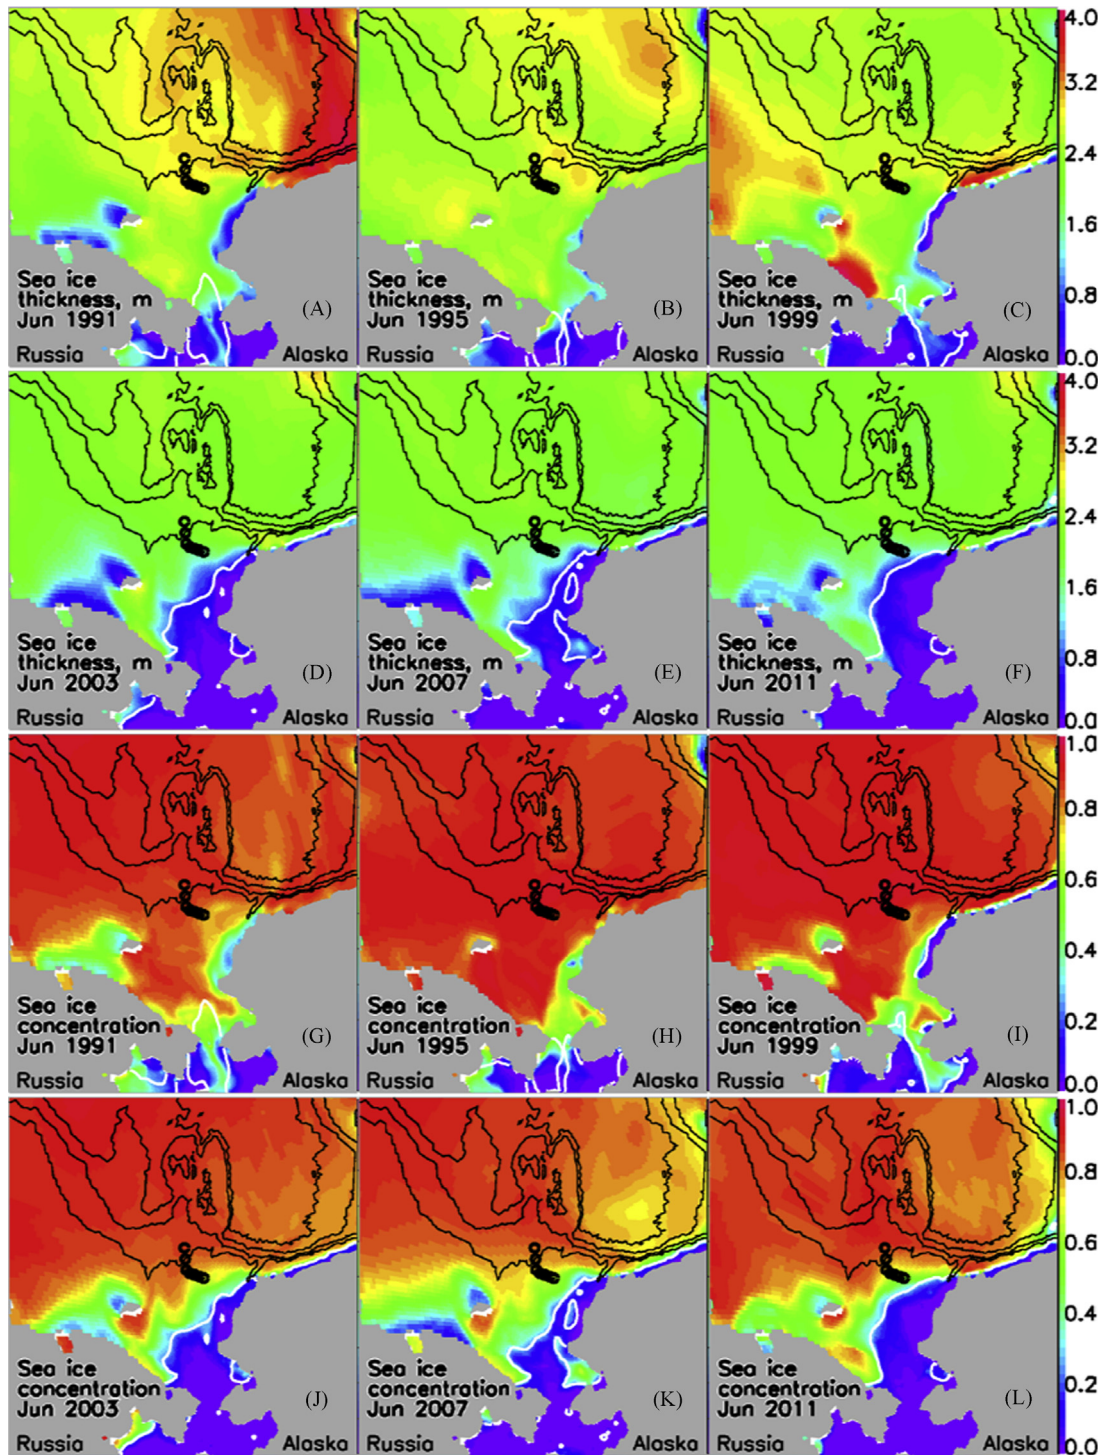 4.0
3.2
2.4
1.6
0.8
0.0
Sea ice
thickness, m
Jun 1991
(A)
Russia
Alaska
Sea ice
thickness, m
Jun 1995
(B)
Russia
Alaska
Sea ice
thickness, m
Jun 1999
(C)
Russia
Alaska
4.0
3.2
2.4
1.6
0.8
0.0
Sea ice
thickness, m
Jun 2003
(D)
Russia
Alaska
Sea ice
thickness, m
Jun 2007
(E)
Russia
Alaska
Sea ice
thickness, m
Jun 2011
(F)
Russia
Alaska
1.0
0.8
0.6
0.4
0.2
0.0
Sea ice
concentration
Jun 1991
(G)
Russia
Alaska
Sea ice
concentration
Jun 1995
(H)
Russia
Alaska
Sea ice
concentration
Jun 1999
(I)
Russia
Alaska
1.0
0.8
0.6
0.4
0.2
0.0
Sea ice
concentration
Jun 2003
(J)
Russia
Alaska
Sea ice
concentration
Jun 2007
(K)
Russia
Alaska
Sea ice
concentration
Jun 2011
(L)
Russia
Alaska